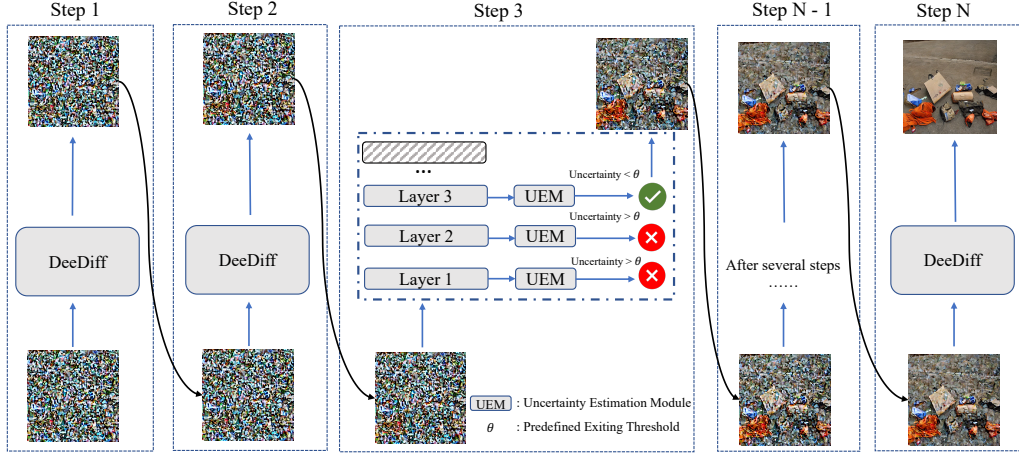 Step 1
Step 2
Step 3
Step N - 1
Step N
DeeDiff
DeeDiff
...
Layer 3
UEM
Uncertainty < θ
Layer 2
UEM
Uncertainty > θ
Layer 1
UEM
Uncertainty > θ
UEM : Uncertainty Estimation Module
θ : Predefined Exiting Threshold
After several steps
......
DeeDiff